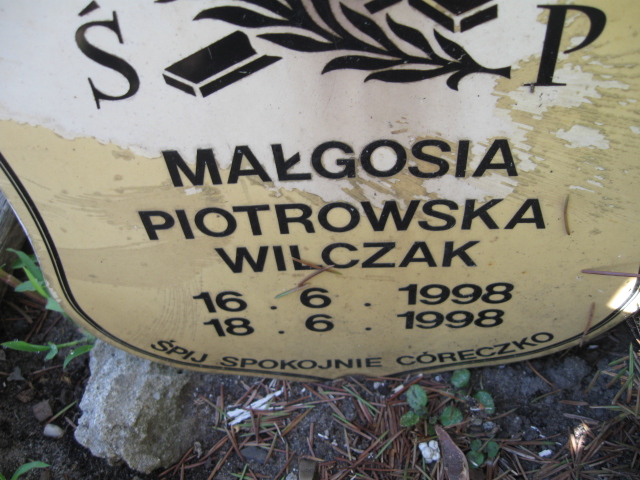 Ś P
MAŁGOSIA
PIOTROWSKA
WILCZAK
16 . 6 . 1998
18 . 6 . 1998
ŚPIJ SPOKOJNIE CÓRECZKO